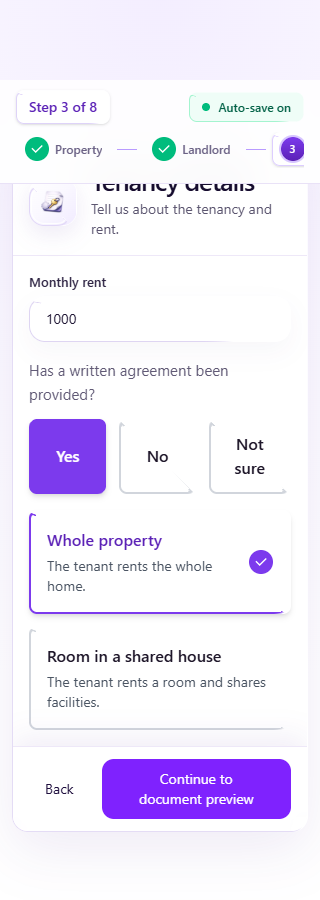 Step 3 of 8
Auto-save on
Property
Landlord
3
Tenancy details
Tell us about the tenancy and
rent.
Monthly rent
1000
Has a written agreement been
provided?
Yes
No
Not
sure
Whole property
The tenant rents the whole
home.
Room in a shared house
The tenant rents a room and shares
facilities.
Back
Continue to
document preview